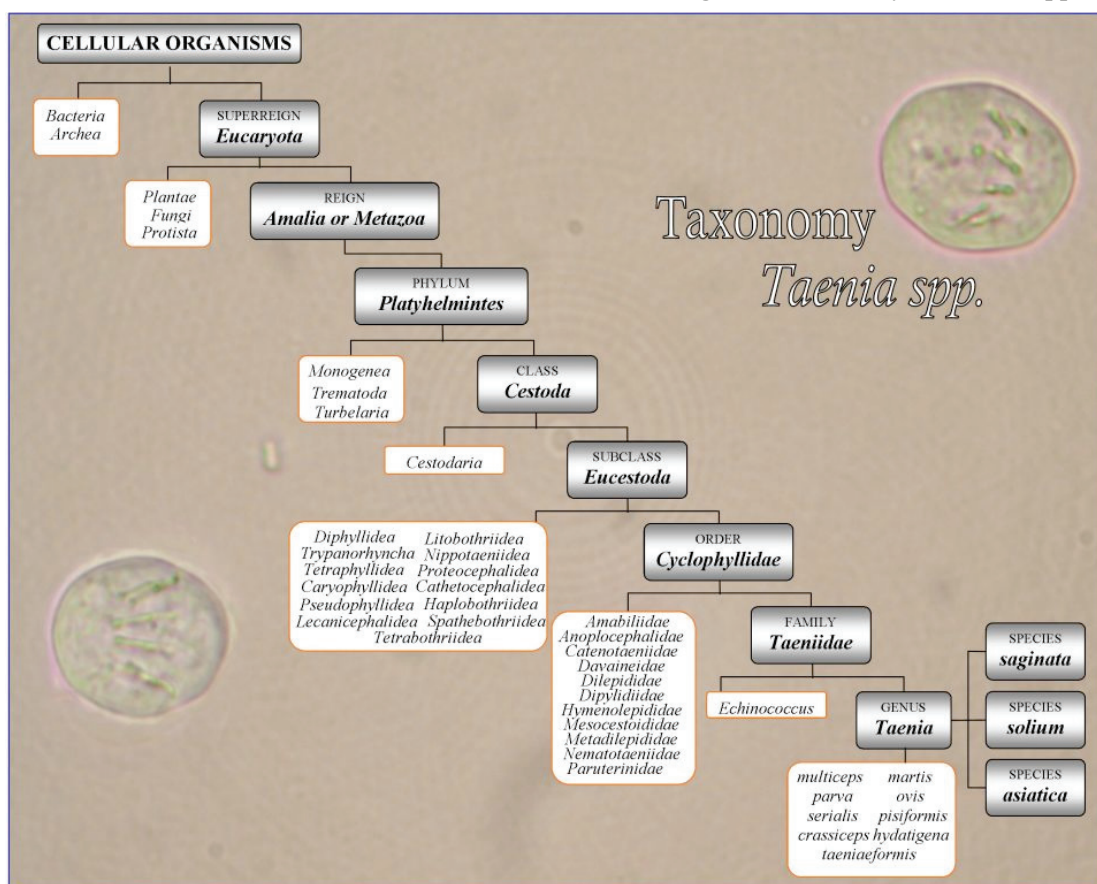 CELLULAR ORGANISMS
Bacteria
Archea
SUPERREIGN
Eucaryota
Plantae
Fungi
Protista
REIGN
Amalia or Metazoa
Taxonomy
Taenia spp.
PHYLUM
Platyhelmintes
Monogenea
Trematoda
Turbelaria
CLASS
Cestoda
Cestodaria
SUBCLASS
Eucestoda
Diphyllidea Litobothriidea
Trypanorhyncha Nippotaeniidea
Tetraphyllidea Proteocephalidea
Caryophyllidea Cathetocephalidea
Pseudophyllidea Haplobothriidea
Lecanicephalidea Spathebothriidea
Tetrabothriidea
ORDER
Cyclophyllidae
Amabiliidae
Anoplocephalidae
Catenotaeniidae
Davaineidae
Dilepididae
Dipylidiidae
Hymenolepididae
Mesocestoididae
Metadilepididae
Nematotaeniidae
Paruterinidae
FAMILY
Taeniidae
Echinococcus
GENUS
Taenia
SPECIES
saginata
SPECIES
solium
SPECIES
asiatica
multiceps martis
parva ovis
serialis pisiformis
crassiceps hydatigena
taeniaeformis